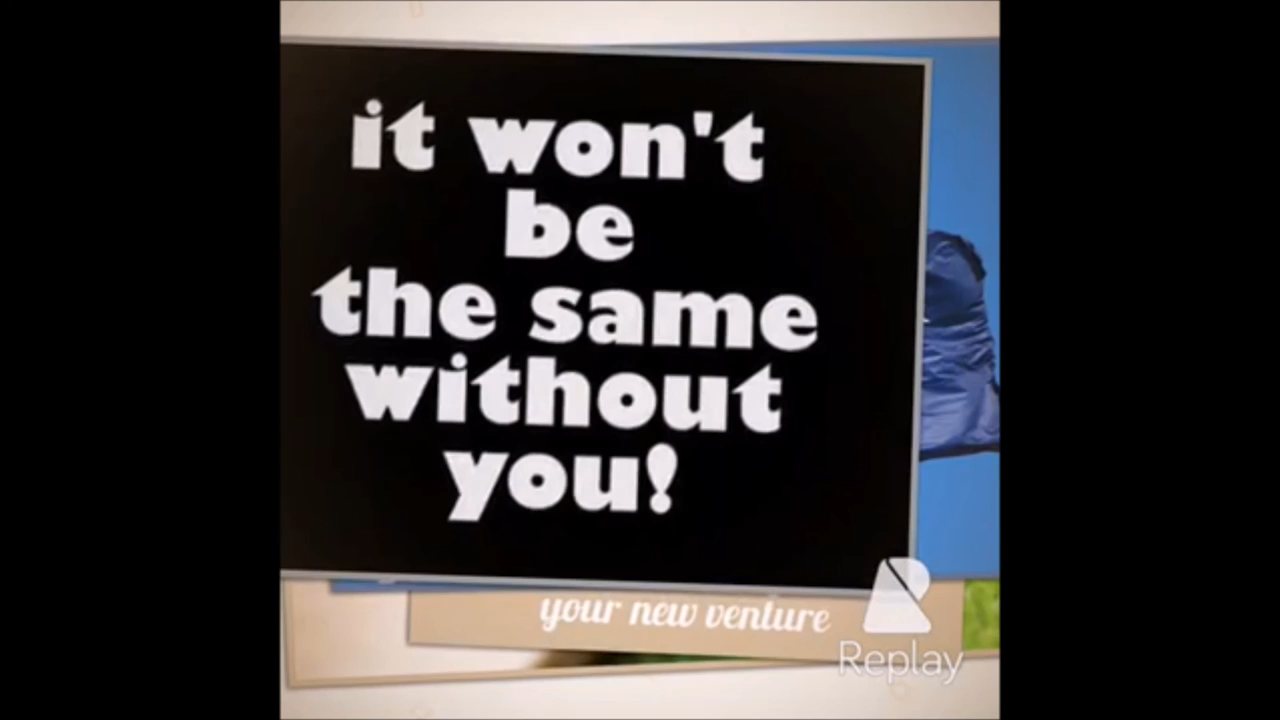 it won't
be
the same
without
you!
your new venture
Replay